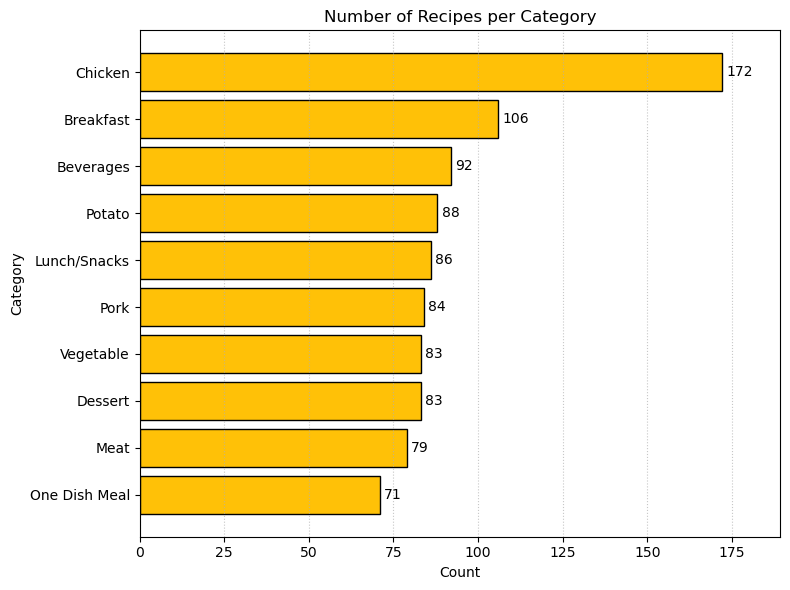 Number of Recipes per Category
Category
Chicken 172
Breakfast 106
Beverages 92
Potato 88
Lunch/Snacks 86
Pork 84
Vegetable 83
Dessert 83
Meat 79
One Dish Meal 71
0 25 50 75 100 125 150 175
Count